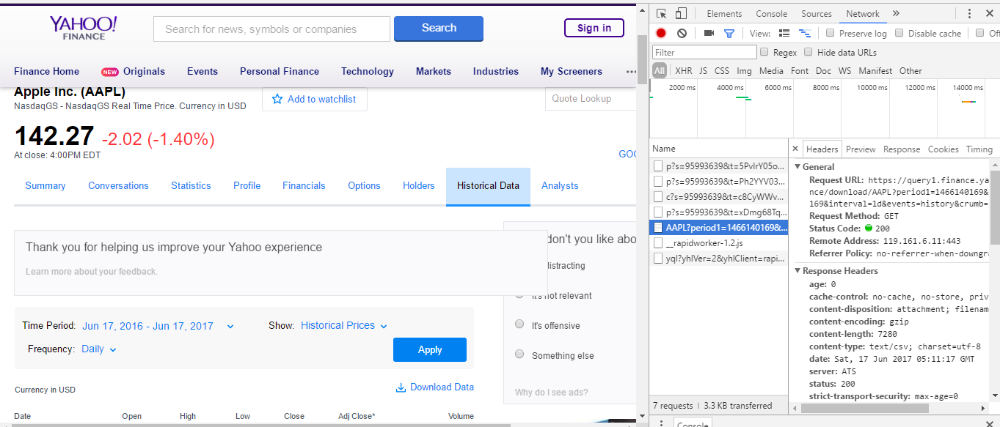 YAHOO!
FINANCE
Search for news, symbols or companies
Search
Sign in
Finance Home
NEW Originals
Events
Personal Finance
Technology
Markets
Industries
My Screeners
Apple Inc. (AAPL)
NasdaqGS - NasdaqGS Real Time Price. Currency in USD
Add to watchlist
Quote Lookup
142.27 -2.02 (-1.40%)
At close: 4:00PM EDT
Summary
Conversations
Statistics
Profile
Financials
Options
Holders
Historical Data
Analysts
Thank you for helping us improve your Yahoo experience
Learn more about your feedback.
It's not relevant
It's offensive
Something else
Why do I see ads?
Time Period: Jun 17, 2016 - Jun 17, 2017
Show: Historical Prices
Frequency: Daily
Apply
Currency in USD
Download Data
Date Open High Low Close Adj Close* Volume
Elements Console Sources Network »
View: Preserve log Disable cache Off
Filter Regex Hide data URLs
All XHR JS CSS Img Media Font Doc WS Manifest Other
2000 ms 4000 ms 6000 ms 8000 ms 10000 ms 12000 ms 14000 ms
Name
p?s=95993639&t=5PvlrY05o...
p?s=95993639&t=Ph2YYV03...
c?s=95993639&t=c8CyWWv...
p?s=95993639&t=xDmg68Tq...
AAPL?period1=1466140169&...
__rapidworker-1.2.js
yql?yhlVer=2&yhlClient=rapi...
7 requests | 3.3 KB transferred
× Headers Preview Response Cookies Timing
General
Request URL: https://query1.finance.ya
nce/download/AAPL?period1=1466140169&
169&interval=1d&events=history&crumb=
Request Method: GET
Status Code: 200
Remote Address: 119.161.6.11:443
Referrer Policy: no-referrer-when-downgra
Response Headers
age: 0
cache-control: no-cache, no-store, priv
content-disposition: attachment; filenam
content-encoding: gzip
content-length: 7280
content-type: text/csv; charset=utf-8
date: Sat, 17 Jun 2017 05:11:17 GMT
server: ATS
status: 200
strict-transport-security: max-age=0
Console